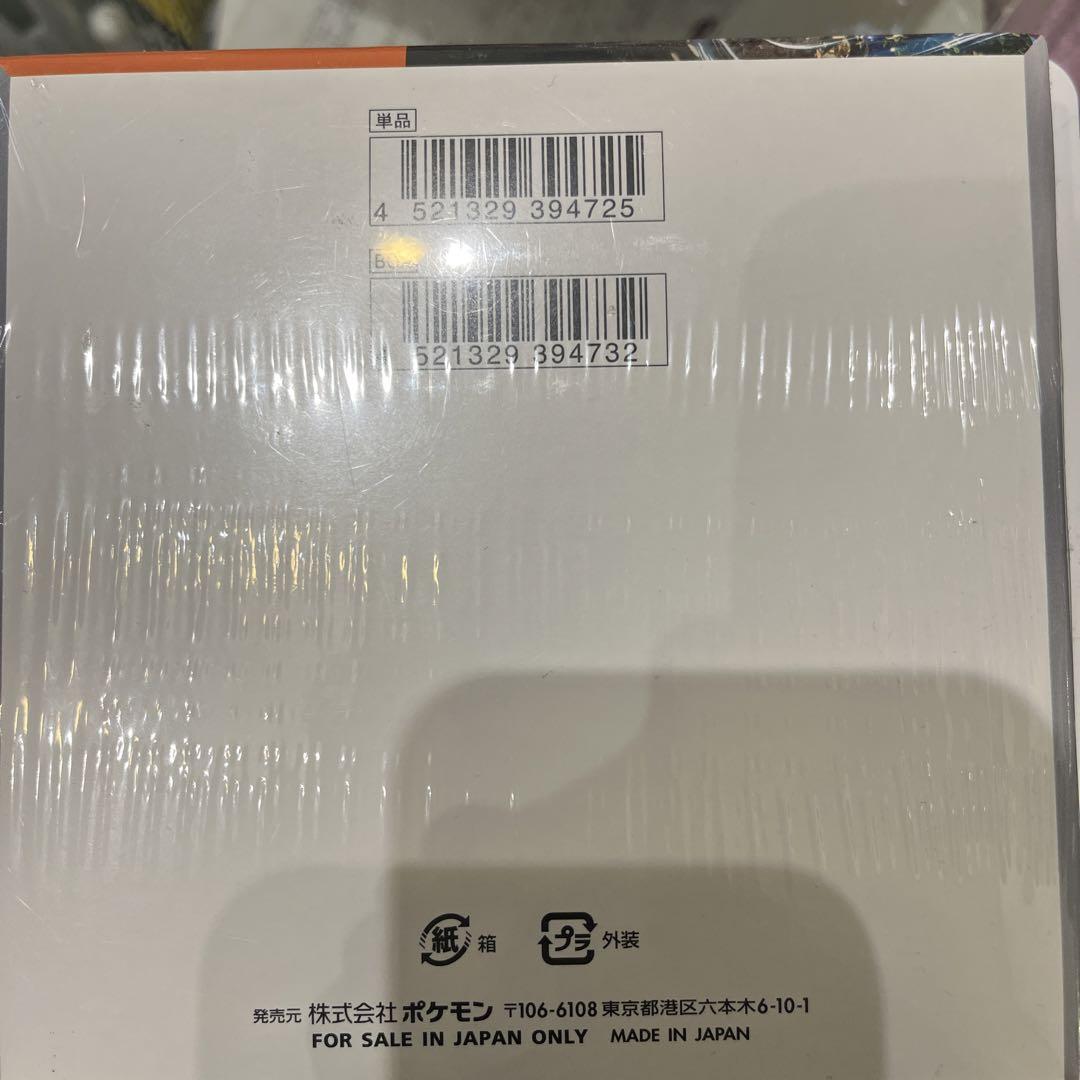 単品
4 521329 394725
521329 394732
紙 箱 プラ 外装
発売元 株式会社 ポケモン 〒106-6108 東京都港区六本木6-10-1
FOR SALE IN JAPAN ONLY MADE IN JAPAN